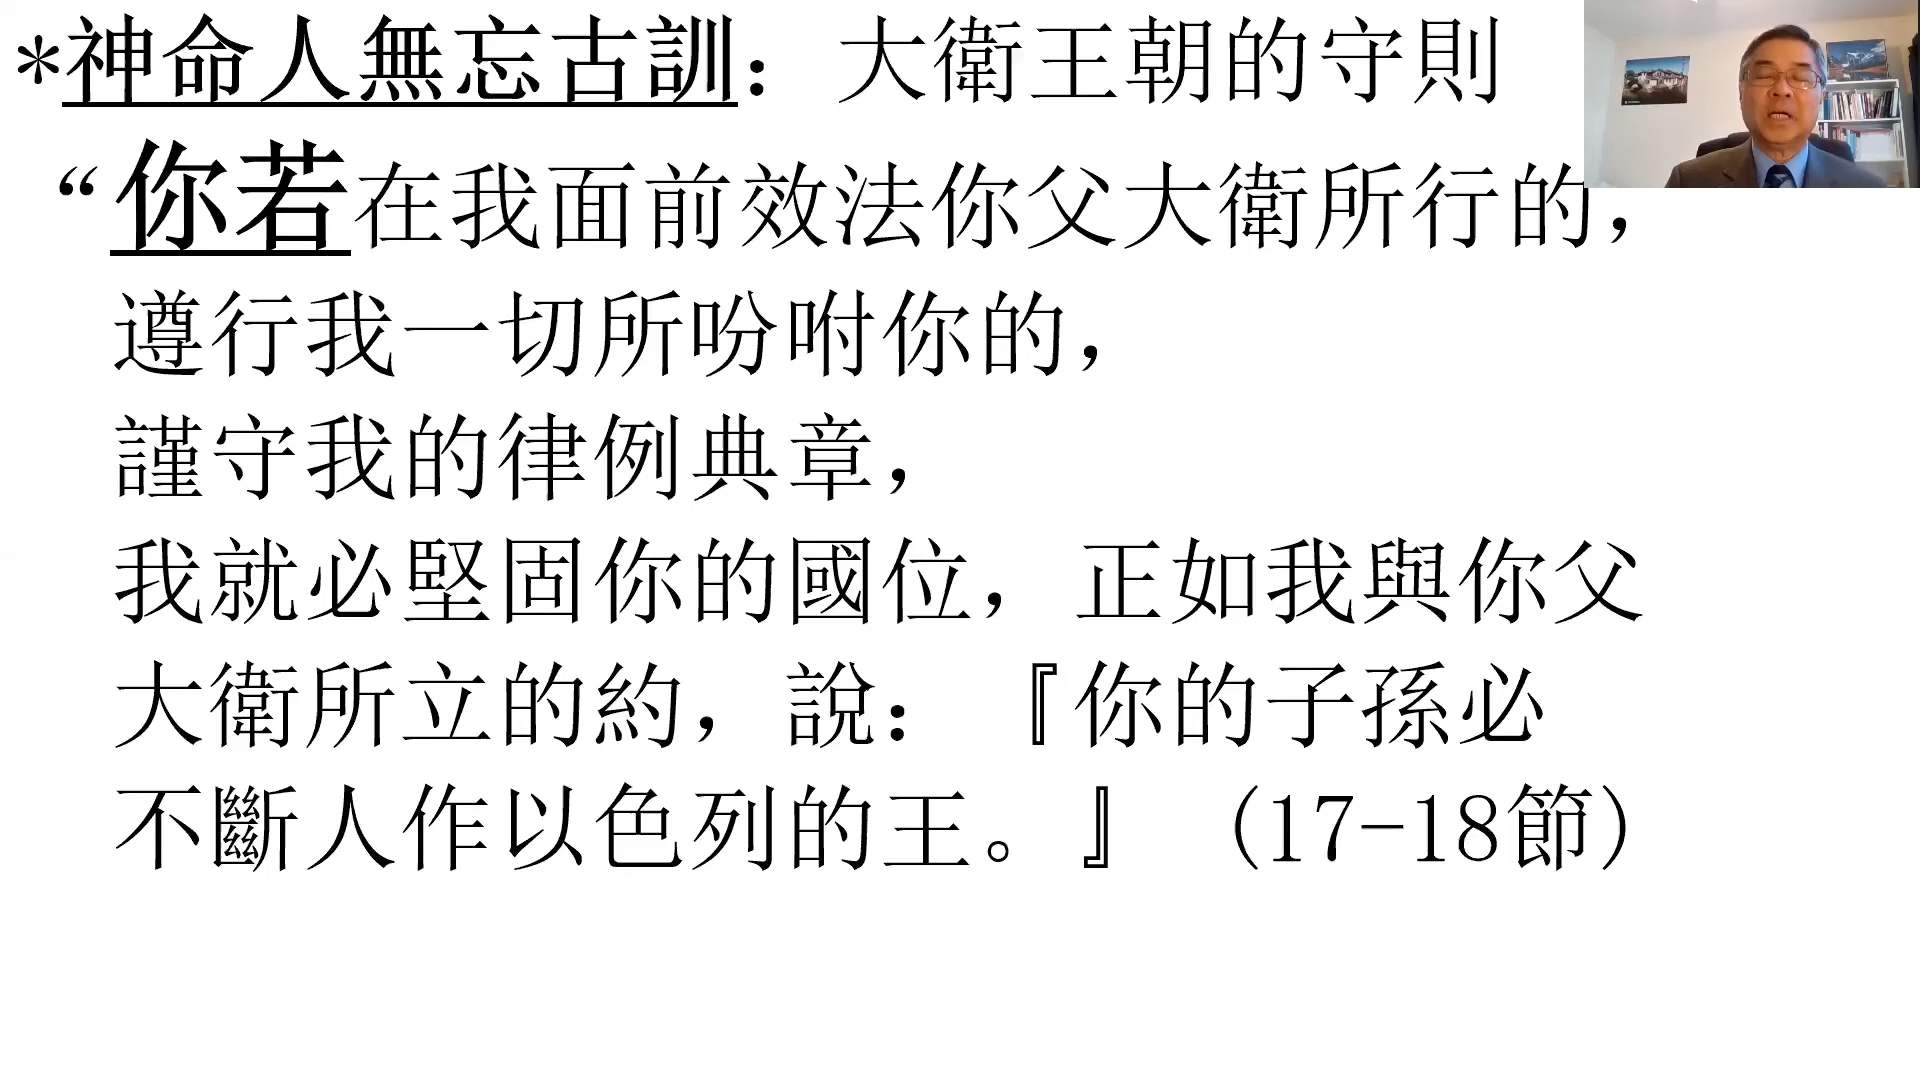 *神命人無忘古訓：大衛王朝的守則
“你若在我面前效法你父大衛所行的，
遵行我一切所吩咐你的，
謹守我的律例典章，
我就必堅固你的國位，正如我與你父
大衛所立的約，說：『你的子孫必
不斷人作以色列的王。』（17-18節）